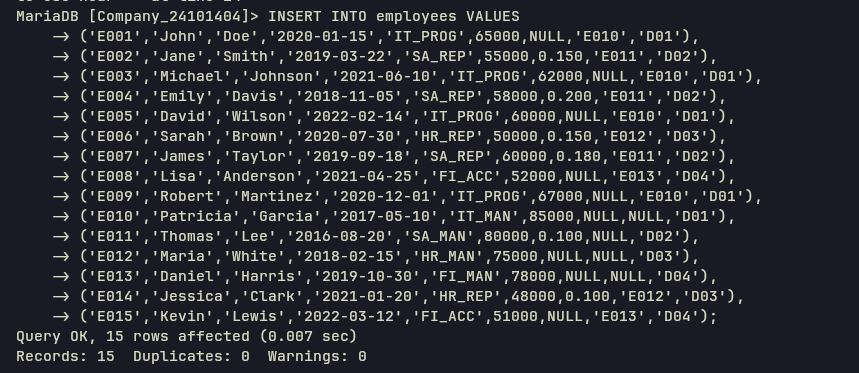 MariaDB [Company_24101404]> INSERT INTO employees VALUES
    -> ('E001','John','Doe','2020-01-15','IT_PROG',65000,NULL,'E010','D01'),
    -> ('E002','Jane','Smith','2019-03-22','SA_REP',55000,0.150,'E011','D02'),
    -> ('E003','Michael','Johnson','2021-06-10','IT_PROG',62000,NULL,'E010','D01'),
    -> ('E004','Emily','Davis','2018-11-05','SA_REP',58000,0.200,'E011','D02'),
    -> ('E005','David','Wilson','2022-02-14','IT_PROG',60000,NULL,'E010','D01'),
    -> ('E006','Sarah','Brown','2020-07-30','HR_REP',50000,0.150,'E012','D03'),
    -> ('E007','James','Taylor','2019-09-18','SA_REP',60000,0.180,'E011','D02'),
    -> ('E008','Lisa','Anderson','2021-04-25','FI_ACC',52000,NULL,'E013','D04'),
    -> ('E009','Robert','Martinez','2020-12-01','IT_PROG',67000,NULL,'E010','D01'),
    -> ('E010','Patricia','Garcia','2017-05-10','IT_MAN',85000,NULL,NULL,'D01'),
    -> ('E011','Thomas','Lee','2016-08-20','SA_MAN',80000,0.100,NULL,'D02'),
    -> ('E012','Maria','White','2018-02-15','HR_MAN',75000,NULL,NULL,'D03'),
    -> ('E013','Daniel','Harris','2019-10-30','FI_MAN',78000,NULL,NULL,'D04'),
    -> ('E014','Jessica','Clark','2021-01-20','HR_REP',48000,0.100,'E012','D03'),
    -> ('E015','Kevin','Lewis','2022-03-12','FI_ACC',51000,NULL,'E013','D04');
Query OK, 15 rows affected (0.007 sec)
Records: 15  Duplicates: 0  Warnings: 0